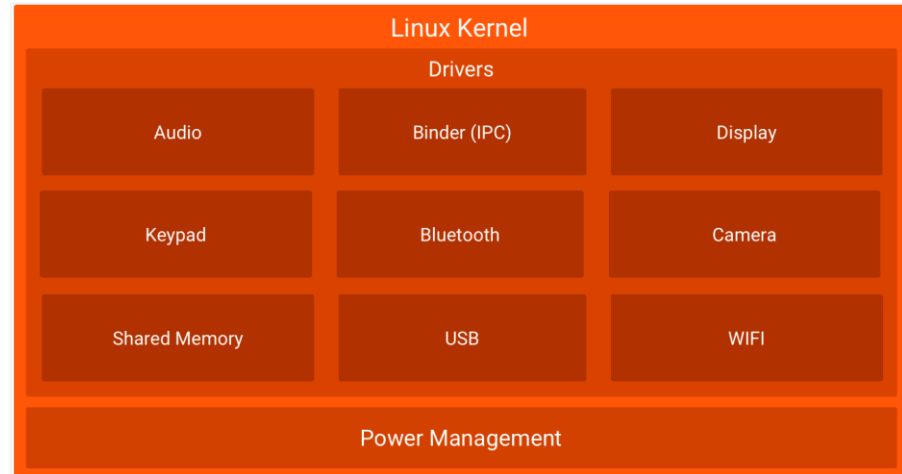 Linux Kernel
Drivers
Audio
Binder (IPC)
Display
Keypad
Bluetooth
Camera
Shared Memory
USB
WIFI
Power Management